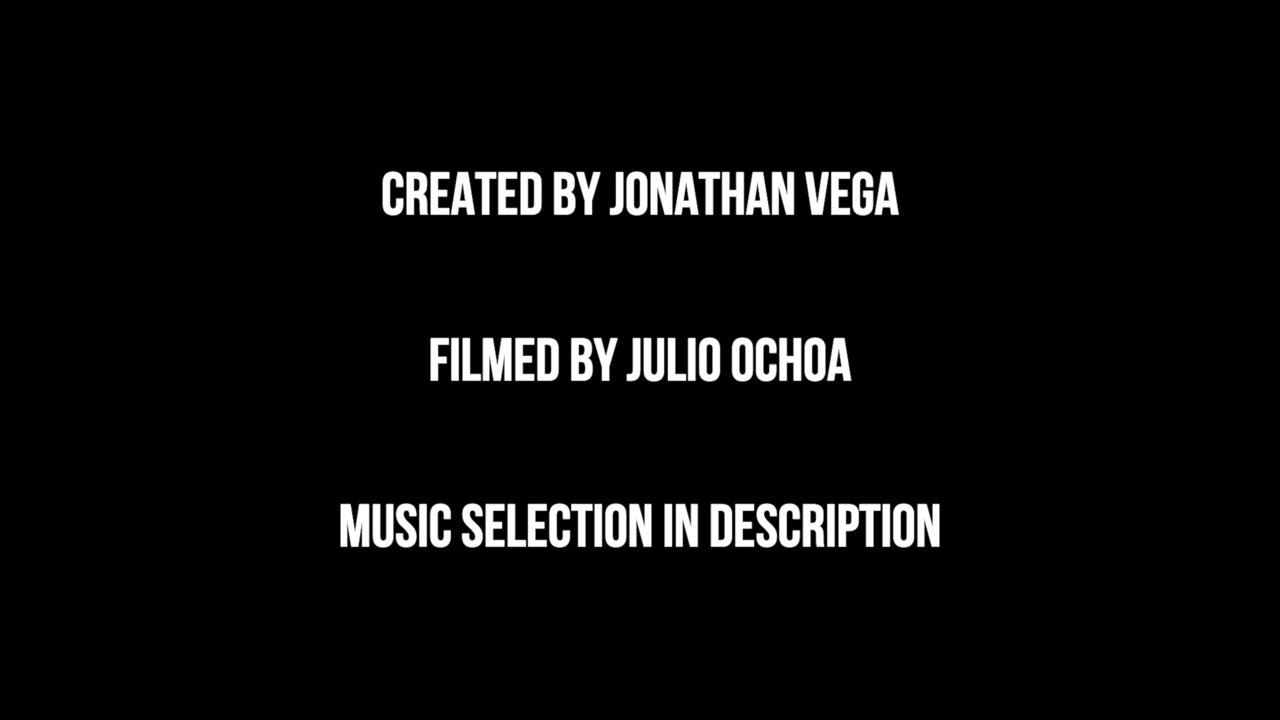 CREATED BY JONATHAN VEGA
FILMED BY JULIO OCHOA
MUSIC SELECTION IN DESCRIPTION